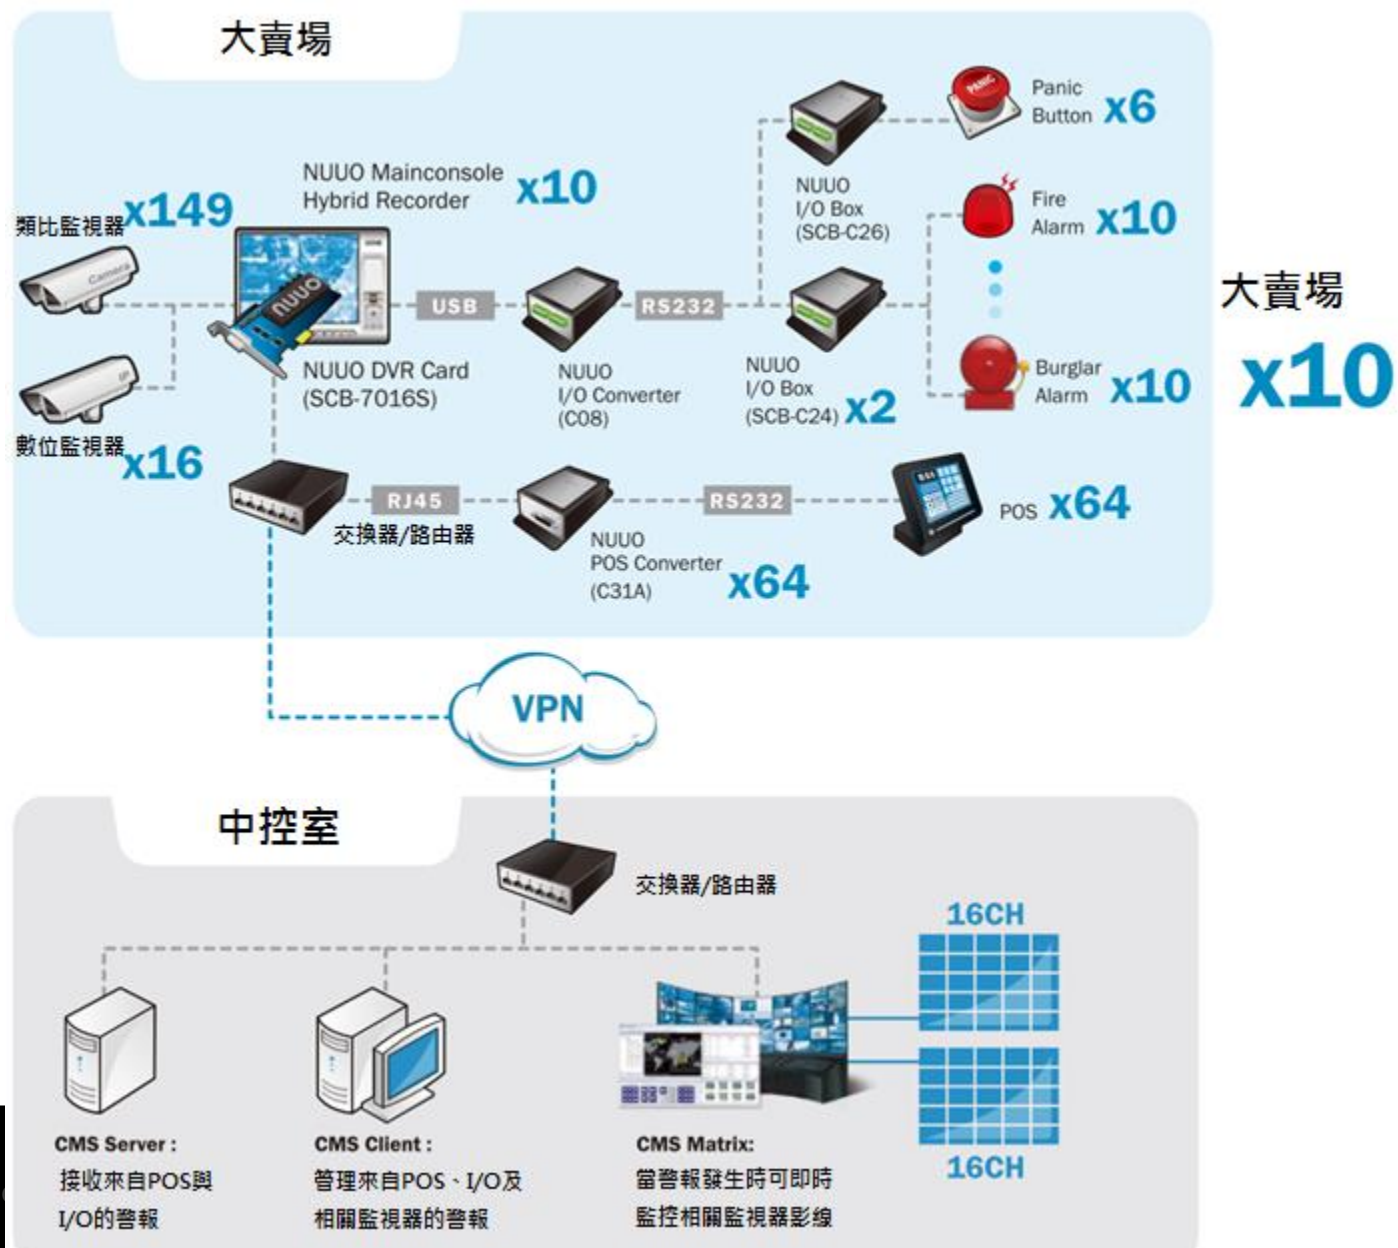 大賣場
NUUO Mainconsole
Hybrid Recorder
x10
類比監視器
x149
Camera
IP
數位監視器
x16
nuuo
NUUO DVR Card
(SCB-7016S)
USB
NUUO
I/O Converter
(C08)
RS232
NUUO
I/O Box
(SCB-C26)
PANIC
Panic
Button
x6
NUUO
I/O Box
(SCB-C24)
x2
Fire
Alarm
x10
Burglar
Alarm
x10
大賣場
x10
交換器/路由器
RJ45
NUUO
POS Converter
(C31A)
x64
RS232
POS
x64
VPN
中控室
交換器/路由器
16CH
16CH
CMS Server :
接收來自POS與
I/O的警報
CMS Client :
管理來自POS、I/O及
相關監視器的警報
CMS Matrix:
當警報發生時可即時
監控相關監視器影線